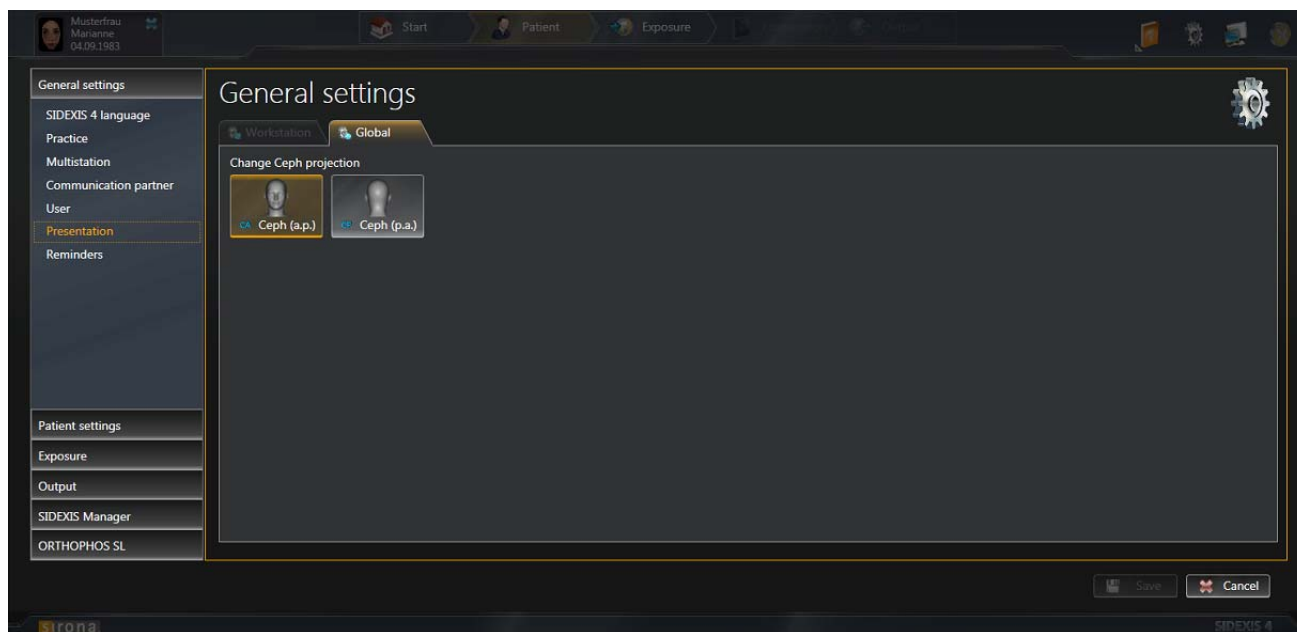 Musterfrau
Marianne
04.09.1983
Start
Patient
Exposure
General settings
SIDEXIS 4 language
Practice
Multistation
Communication partner
User
Presentation
Reminders
Patient settings
Exposure
Output
SIDEXIS Manager
ORTHOPHOS SL
General settings
Workstation
Global
Change Ceph projection
CA Ceph (a.p.)
Ceph (p.a.)
Save
Cancel
sirona
SIDEXIS 4